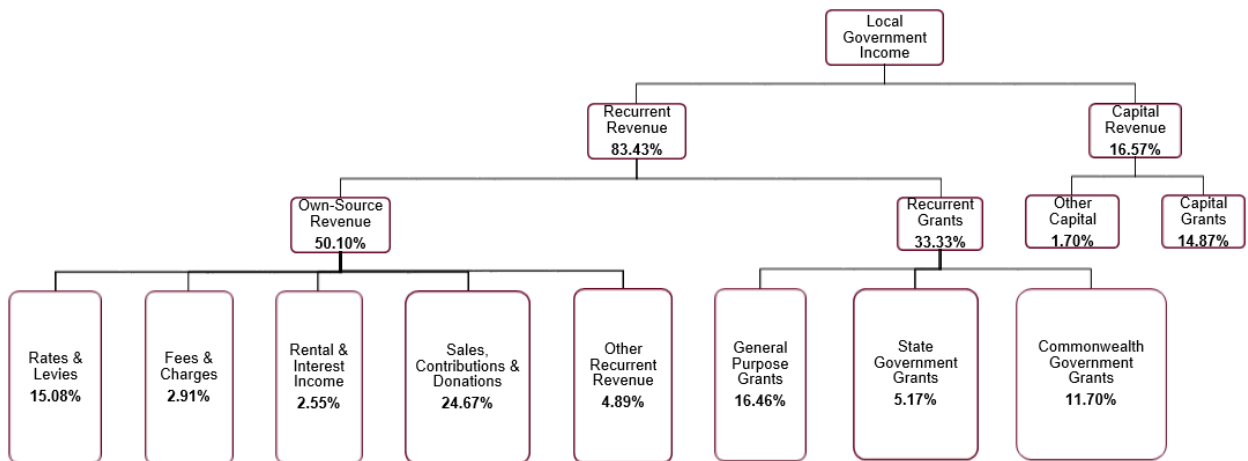 Local
Government
Income
Recurrent
Revenue
83.43%
Capital
Revenue
16.57%
Own-Source
Revenue
50.10%
Recurrent
Grants
33.33%
Other
Capital
1.70%
Capital
Grants
14.87%
Rates &
Levies
15.08%
Fees &
Charges
2.91%
Rental &
Interest
Income
2.55%
Sales,
Contributions &
Donations
24.67%
Other
Recurrent
Revenue
4.89%
General
Purpose
Grants
16.46%
State
Government
Grants
5.17%
Commonwealth
Government
Grants
11.70%